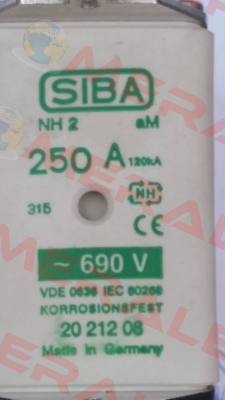 SIBA
NH 2 aM
250 A 120kA
315 NH
CE
~ 690 V
VDE 0636 IEC 60269
KORROSIONSFEST
20 212 08
Made in Germany